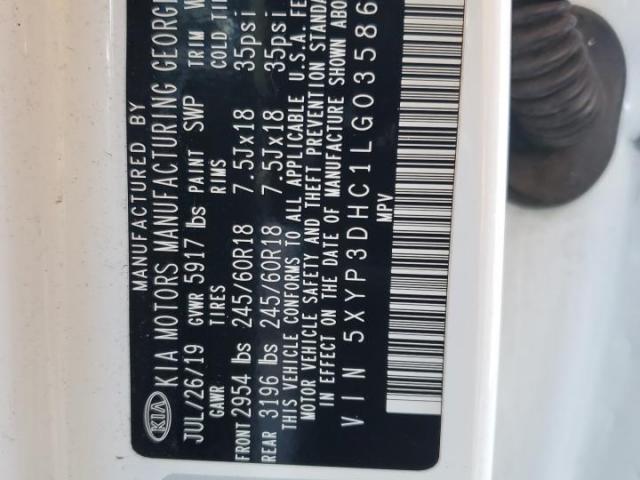 MANUFACTURED BY
KIA KIA MOTORS MANUFACTURING GEORGI
JUL/26/19 GVWR 5917 lbs PAINT SWP TRIM W
GAWR TIRES RIMS COLD TI
FRONT 2954 lbs 245/60R18 7.5Jx18 35psi
REAR 3196 lbs 245/60R18 7.5Jx18 35psi
THIS VEHICLE CONFORMS TO ALL APPLICABLE U.S.A. FE
MOTOR VEHICLE SAFETY AND THEFT PREVENTION STANDA
IN EFFECT ON THE DATE OF MANUFACTURE SHOWN ABO
VIN 5XYP3DHC1LG03586
MPV